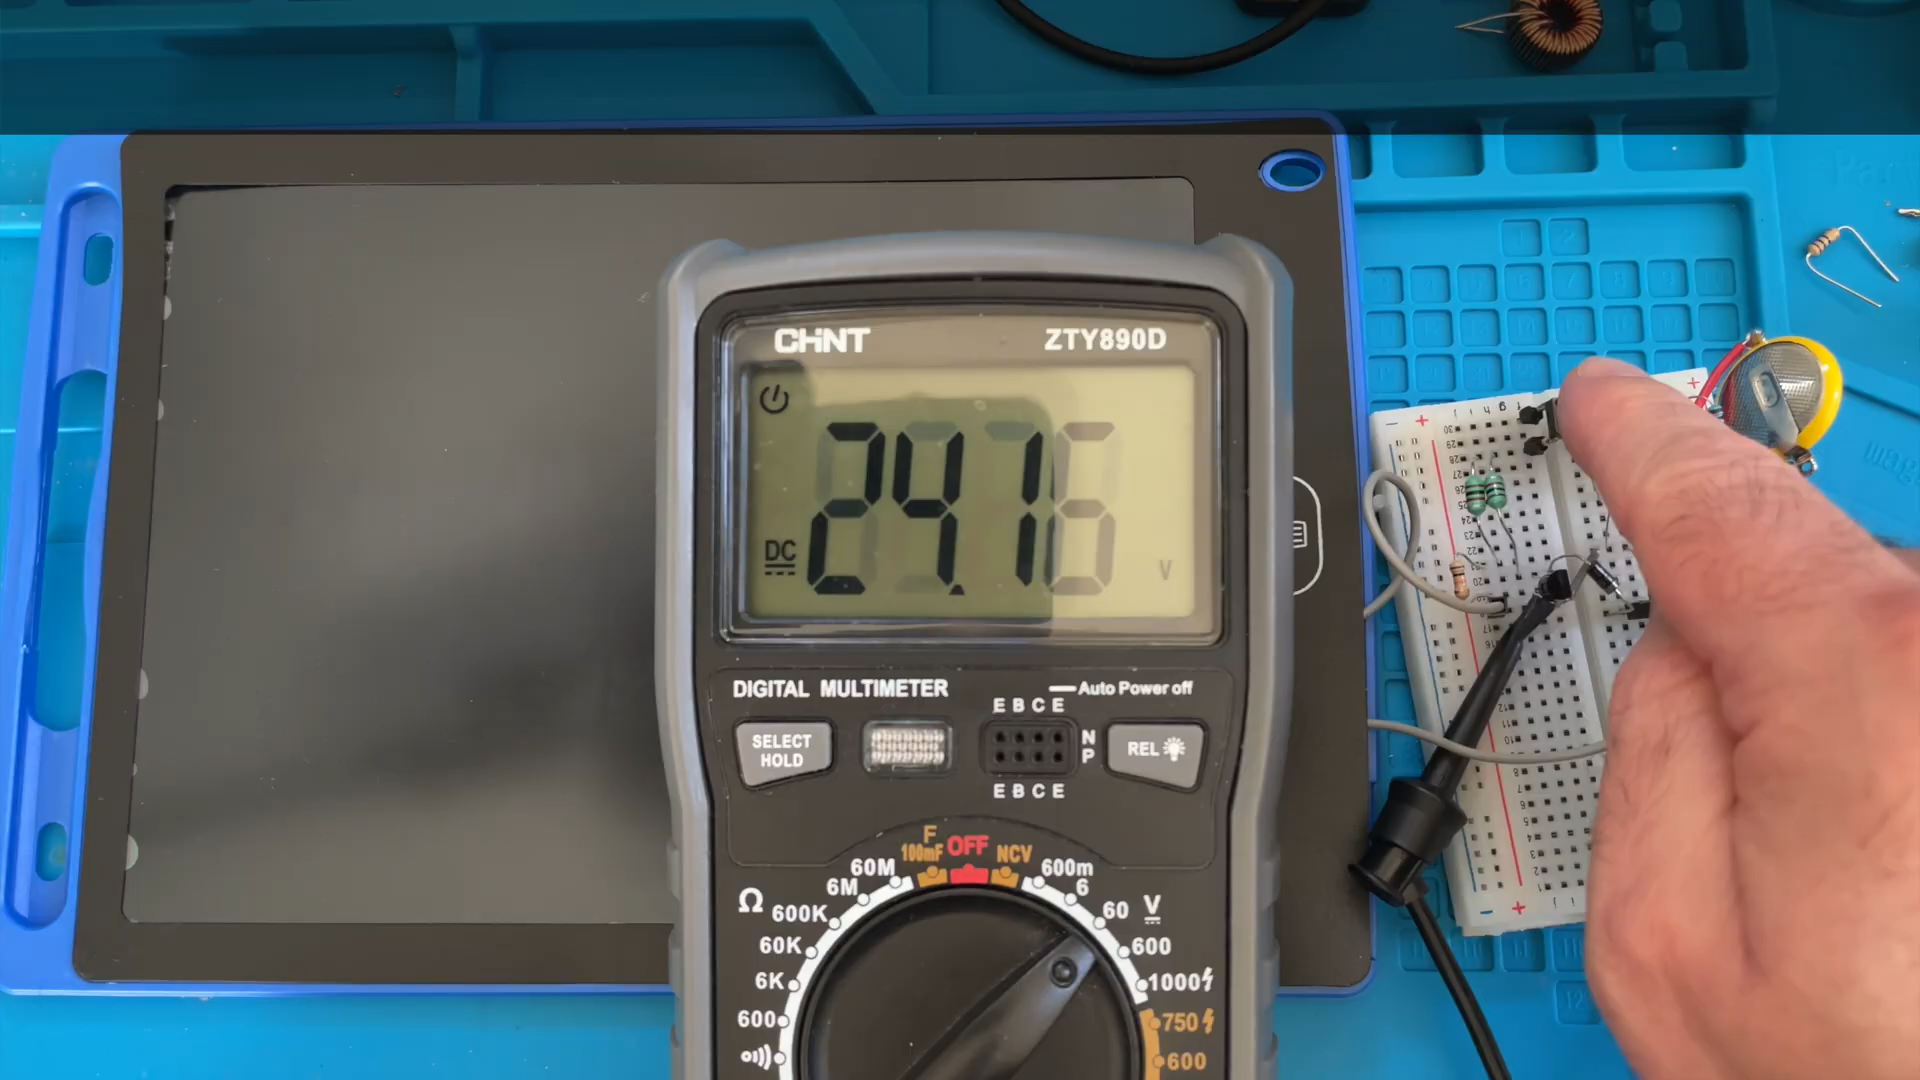 CHNT ZTY890D
DC 24.16 V
DIGITAL MULTIMETER
Auto Power off
E B C E
SELECT
HOLD
N
P
REL
E B C E
F
100mF
OFF
NCV
60M
600m
6M
6
Ω
600K
60
V
60K
600
6K
1000
600
750
600